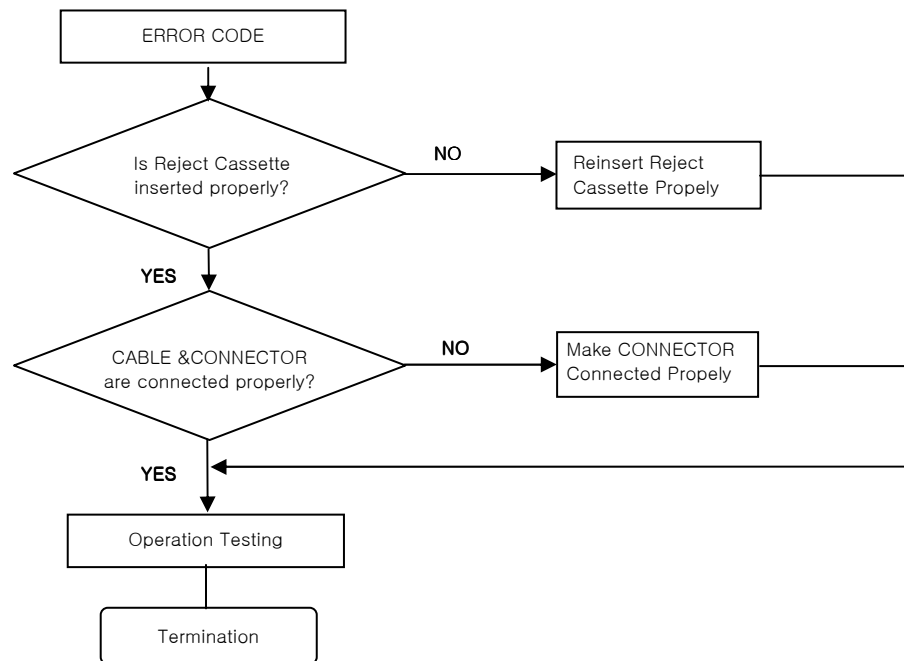 ERROR CODE
Is Reject Cassette
inserted properly?
NO
Reinsert Reject
Cassette Propely
YES
CABLE &CONNECTOR
are connected properly?
NO
Make CONNECTOR
Connected Propely
YES
Operation Testing
Termination